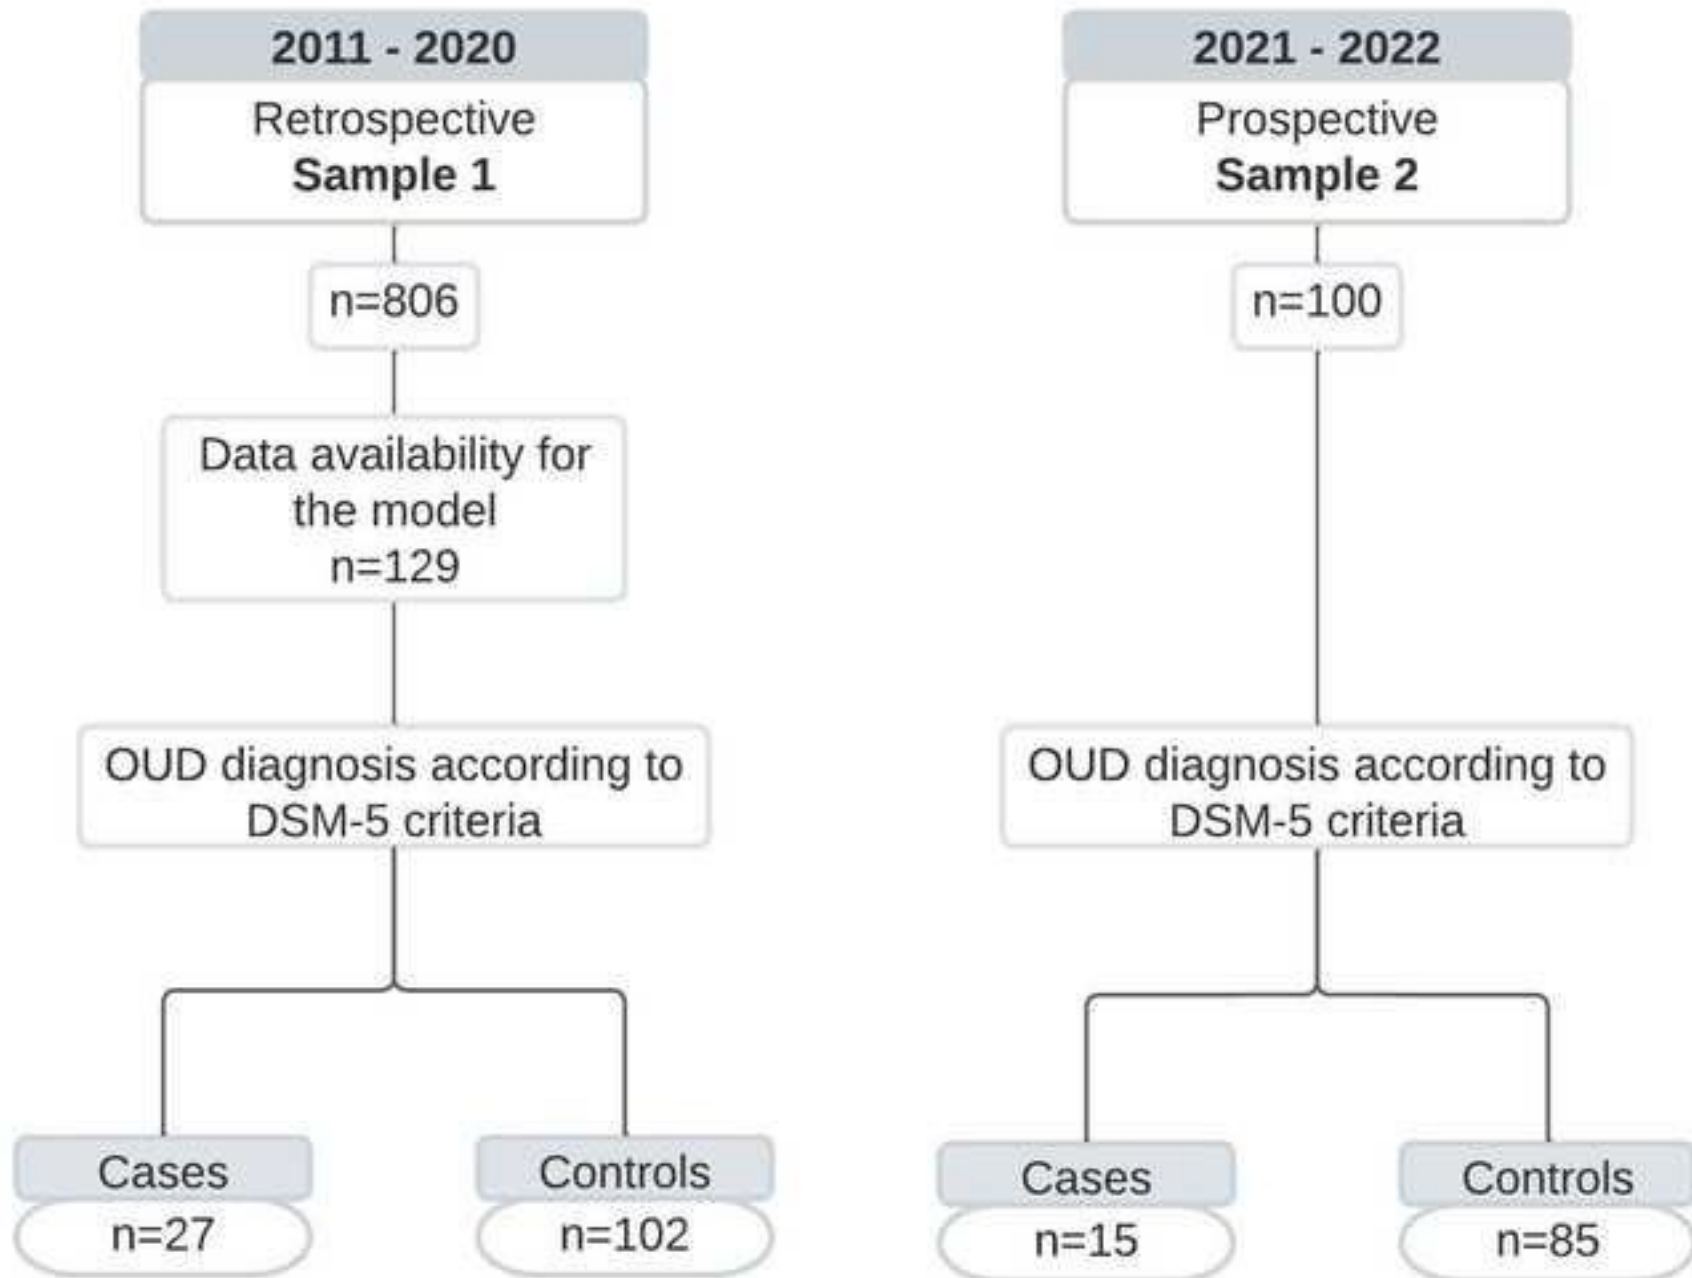 2011 - 2020
Retrospective
Sample 1
n=806
Data availability for
the model
n=129
OUD diagnosis according to
DSM-5 criteria
Cases
n=27
Controls
n=102
2021 - 2022
Prospective
Sample 2
n=100
OUD diagnosis according to
DSM-5 criteria
Cases
n=15
Controls
n=85